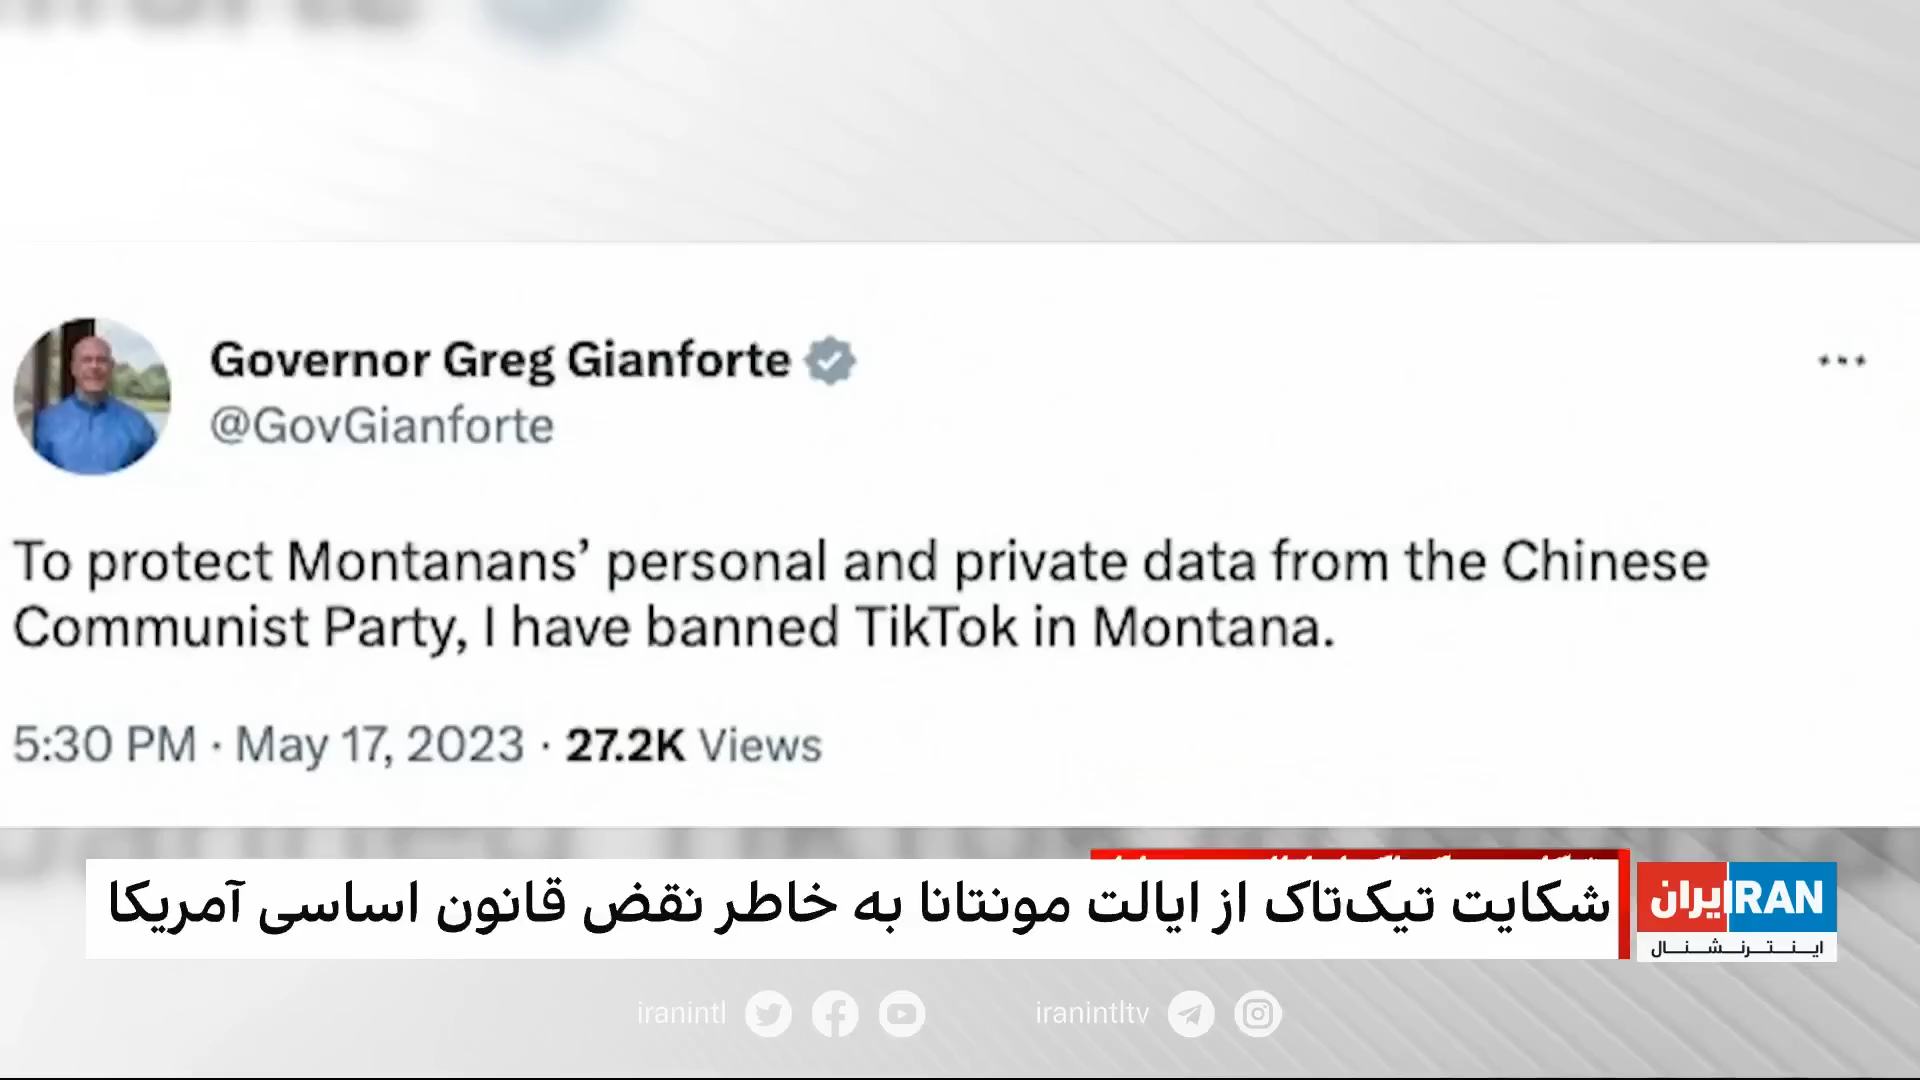 Governor Greg Gianforte
@GovGianforte
To protect Montanans’ personal and private data from the Chinese
Communist Party, I have banned TikTok in Montana.
5:30 PM · May 17, 2023 · 27.2K Views
شکایت تیک‌تاک از ایالت مونتانا به خاطر نقض قانون اساسی آمریکا
ایران IRAN
اینترنشنال
iranintl
iranintltv